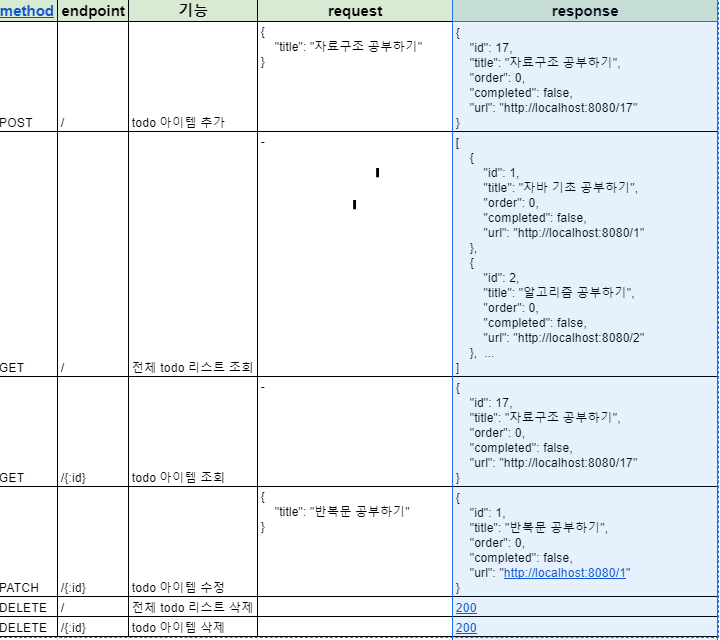 method endpoint 기능 request response
POST / todo 아이템 추가
{
"title": "자료구조 공부하기"
}
{
"id": 17,
"title": "자료구조 공부하기",
"order": 0,
"completed": false,
"url": "http://localhost:8080/17"
}
GET / 전체 todo 리스트 조회
-
[
{
"id": 1,
"title": "자바 기초 공부하기",
"order": 0,
"completed": false,
"url": "http://localhost:8080/1"
},
{
"id": 2,
"title": "알고리즘 공부하기",
"order": 0,
"completed": false,
"url": "http://localhost:8080/2"
}, ...
]
GET /{:id} todo 아이템 조회
-
{
"id": 17,
"title": "자료구조 공부하기",
"order": 0,
"completed": false,
"url": "http://localhost:8080/17"
}
PATCH /{:id} todo 아이템 수정
{
"title": "반복문 공부하기"
}
{
"id": 1,
"title": "반복문 공부하기",
"order": 0,
"completed": false,
"url": "http://localhost:8080/1"
}
DELETE / 전체 todo 리스트 삭제 200
DELETE /{:id} todo 아이템 삭제 200